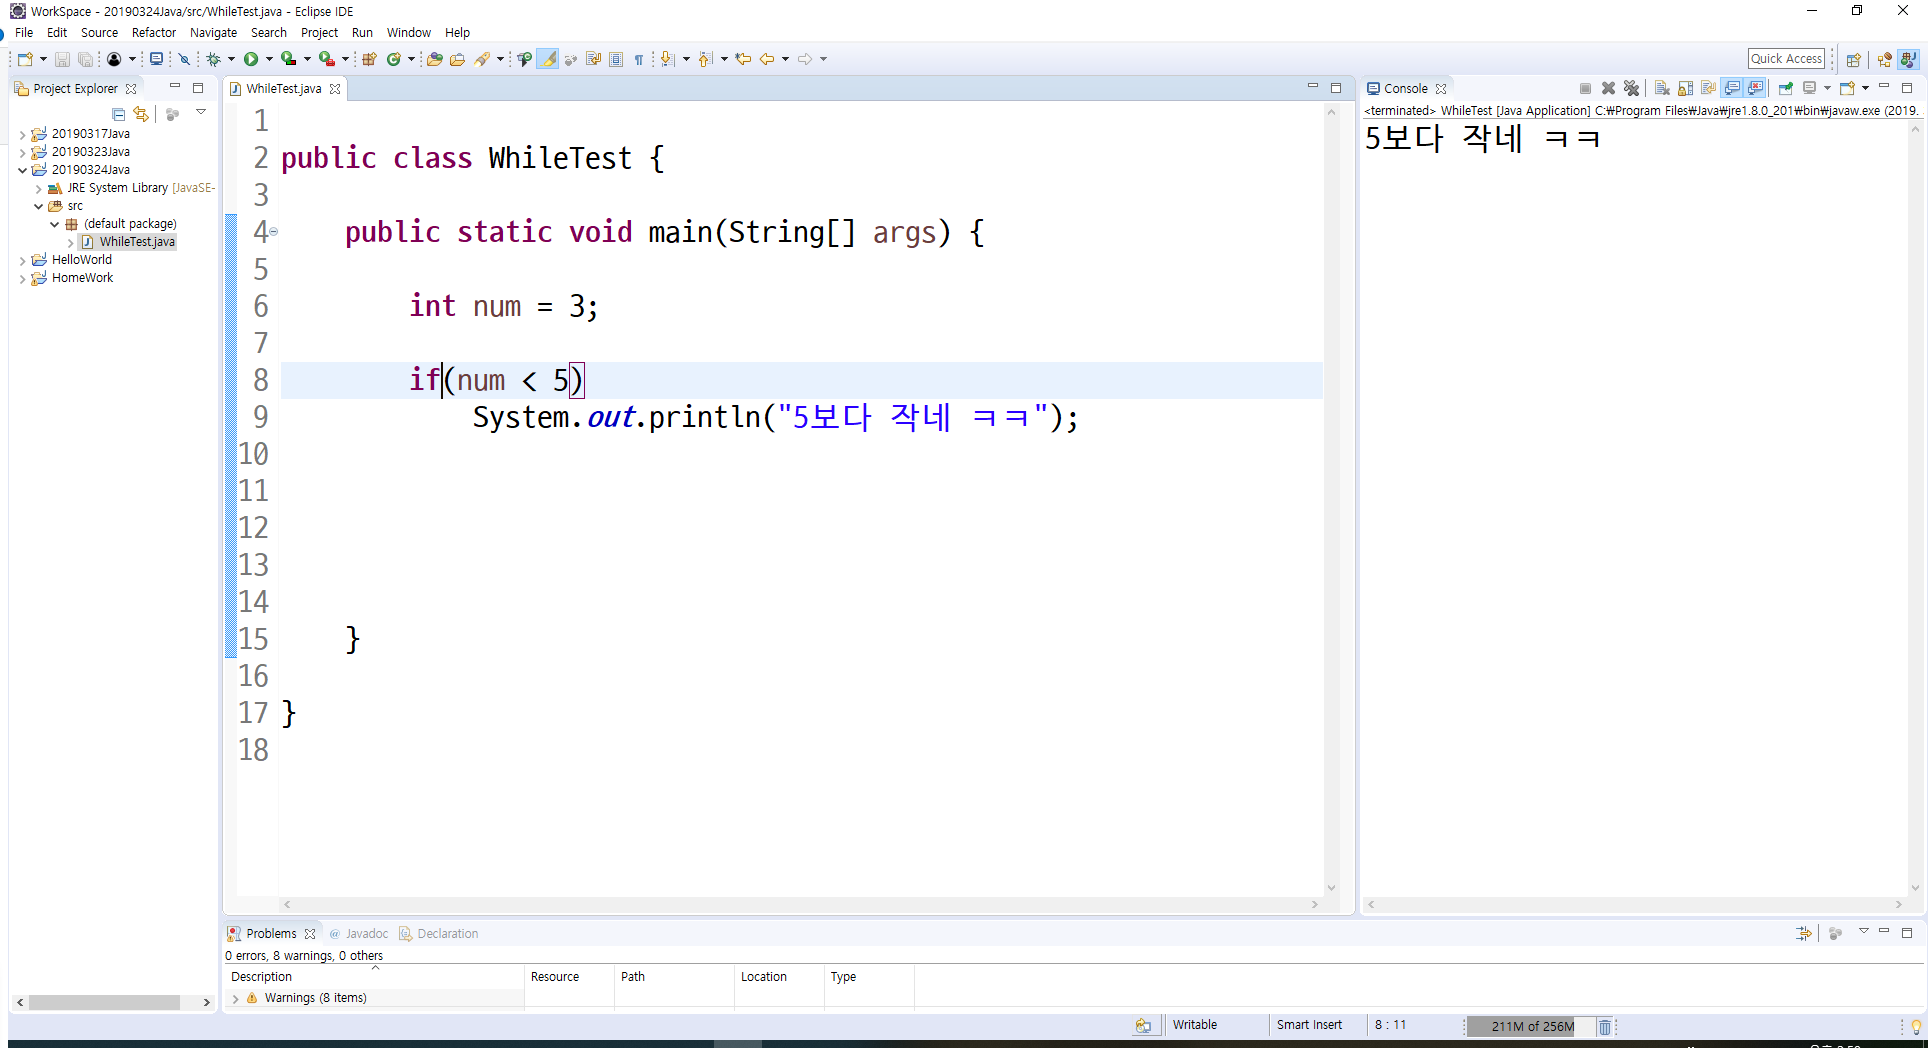 WorkSpace - 20190324Java/src/WhileTest.java - Eclipse IDE
File Edit Source Refactor Navigate Search Project Run Window Help
Quick Access
Project Explorer
20190317Java
20190323Java
20190324Java
JRE System Library [JavaSE-
src
(default package)
WhileTest.java
HelloWorld
HomeWork
WhileTest.java
1
2 public class WhileTest {
3
4 public static void main(String[] args) {
5
6 int num = 3;
7
8 if(num < 5)
9 System.out.println("5보다 작네 ㅋㅋ");
10
11
12
13
14
15 }
16
17 }
18
Console
<terminated> WhileTest [Java Application] C:₩Program Files₩Java₩jre1.8.0_201₩bin₩javaw.exe (2019.
5보다 작네 ㅋㅋ
Problems Javadoc Declaration
0 errors, 8 warnings, 0 others
Description Resource Path Location Type
Warnings (8 items)
Writable Smart Insert 8 : 11 211M of 256M